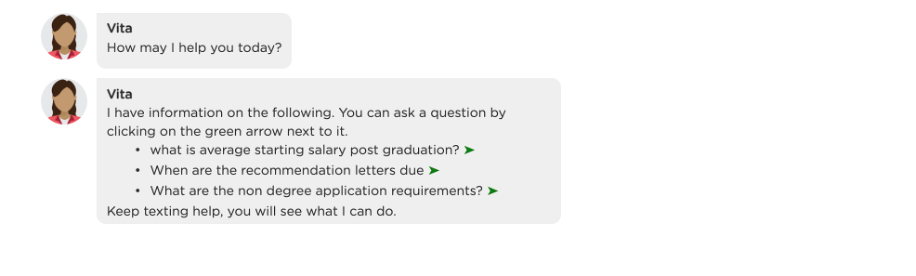 Vita
How may I help you today?
Vita
I have information on the following. You can ask a question by
clicking on the green arrow next to it.
• what is average starting salary post graduation? ➤
• When are the recommendation letters due ➤
• What are the non degree application requirements? ➤
Keep texting help, you will see what I can do.